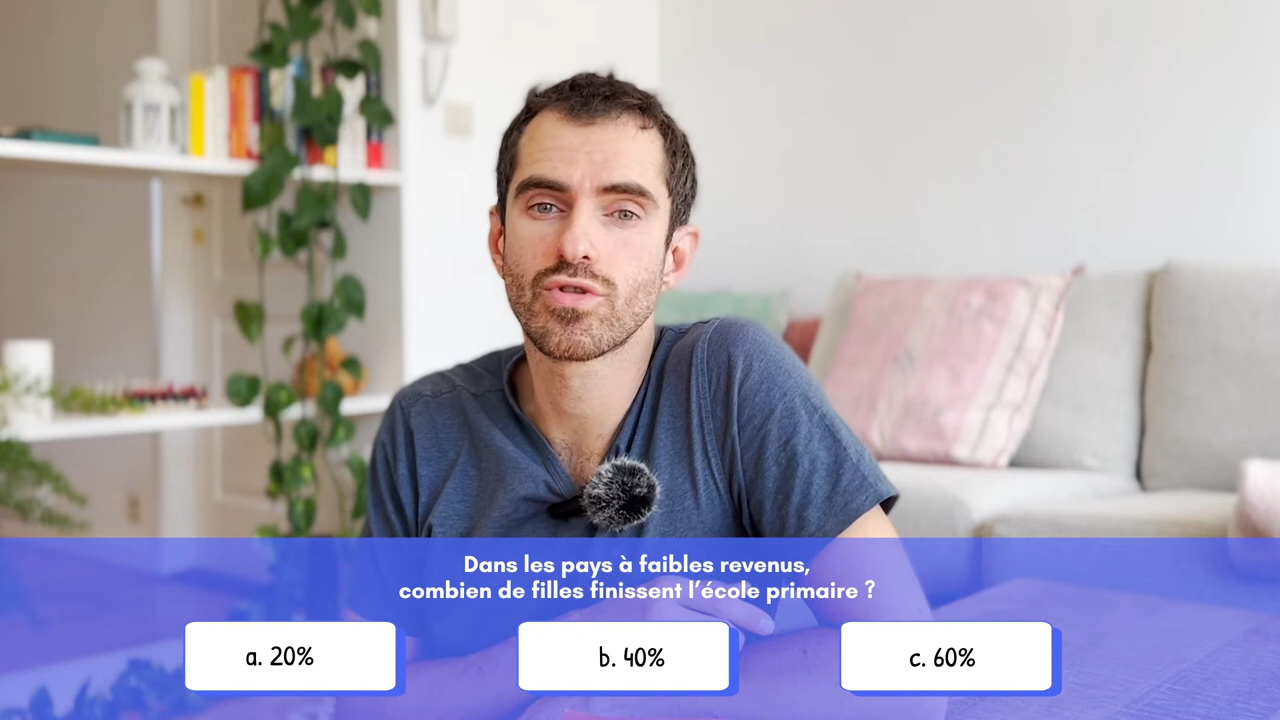 Dans les pays à faibles revenus,
combien de filles finissent l’école primaire ?
a. 20%
b. 40%
c. 60%